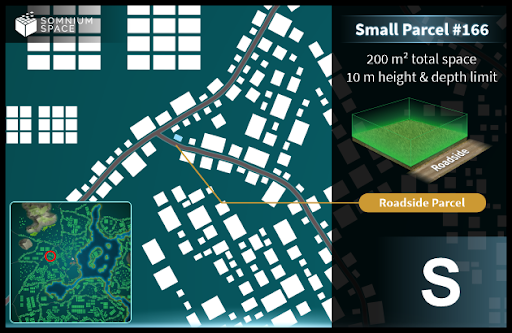 SOMNIUM
SPACE
Small Parcel #166
200 m² total space
10 m height & depth limit
Roadside
Roadside Parcel
S